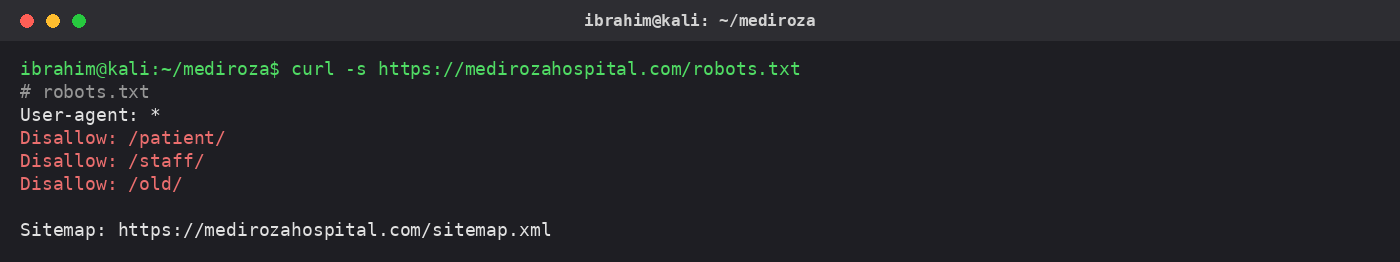 ibrahim@kali: ~/mediroza
ibrahim@kali:~/mediroza$ curl -s https://medirozahospital.com/robots.txt
# robots.txt
User-agent: *
Disallow: /patient/
Disallow: /staff/
Disallow: /old/
Sitemap: https://medirozahospital.com/sitemap.xml